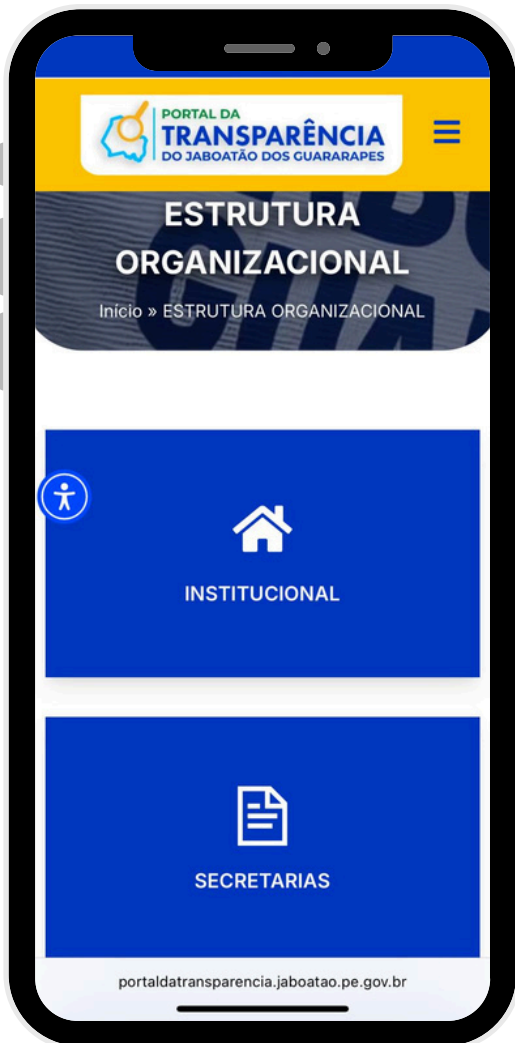 PORTAL DA
TRANSPARÊNCIA
DO JABOATÃO DOS GUARARAPES
ESTRUTURA
ORGANIZACIONAL
Início » ESTRUTURA ORGANIZACIONAL
INSTITUCIONAL
SECRETARIAS
portaldatransparencia.jaboatao.pe.gov.br